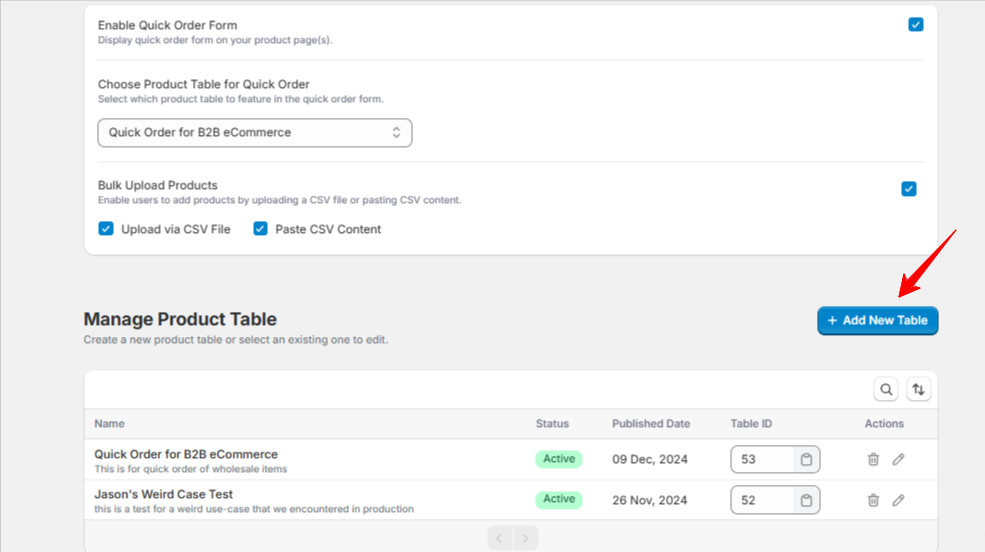 Enable Quick Order Form
Display quick order form on your product page(s).
Choose Product Table for Quick Order
Select which product table to feature in the quick order form.
Quick Order for B2B eCommerce
Bulk Upload Products
Enable users to add products by uploading a CSV file or pasting CSV content.
Upload via CSV File Paste CSV Content
Manage Product Table
+ Add New Table
Create a new product table or select an existing one to edit.
Name Status Published Date Table ID Actions
Quick Order for B2B eCommerce Active 09 Dec, 2024 53
This is for quick order of wholesale items
Jason's Weird Case Test Active 26 Nov, 2024 52
this is a test for a weird use-case that we encountered in production